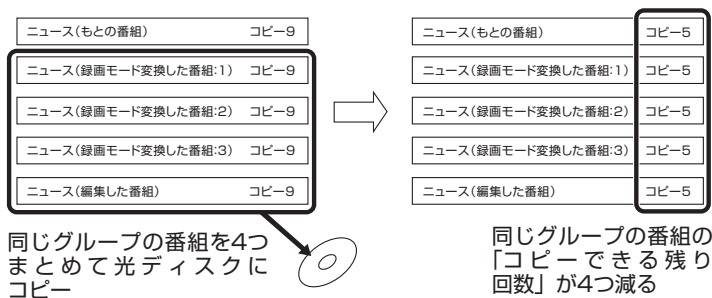 ニュース(もとの番組) コピー9
ニュース(録画モード変換した番組:1) コピー9
ニュース(録画モード変換した番組:2) コピー9
ニュース(録画モード変換した番組:3) コピー9
ニュース(編集した番組) コピー9
同じグループの番組を4つ
まとめて光ディスクに
コピー
ニュース(もとの番組) コピー5
ニュース(録画モード変換した番組:1) コピー5
ニュース(録画モード変換した番組:2) コピー5
ニュース(録画モード変換した番組:3) コピー5
ニュース(編集した番組) コピー5
同じグループの番組の
「コピーできる残り
回数」が4つ減る